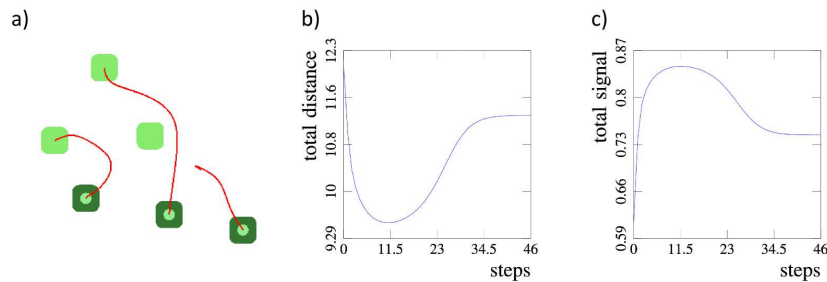 a)
b)
total distance
12.3
11.6
10.8
10
9.29
0
11.5
23
34.5
46
steps
c)
total signal
0.87
0.8
0.73
0.66
0.59
0
11.5
23
34.5
46
steps